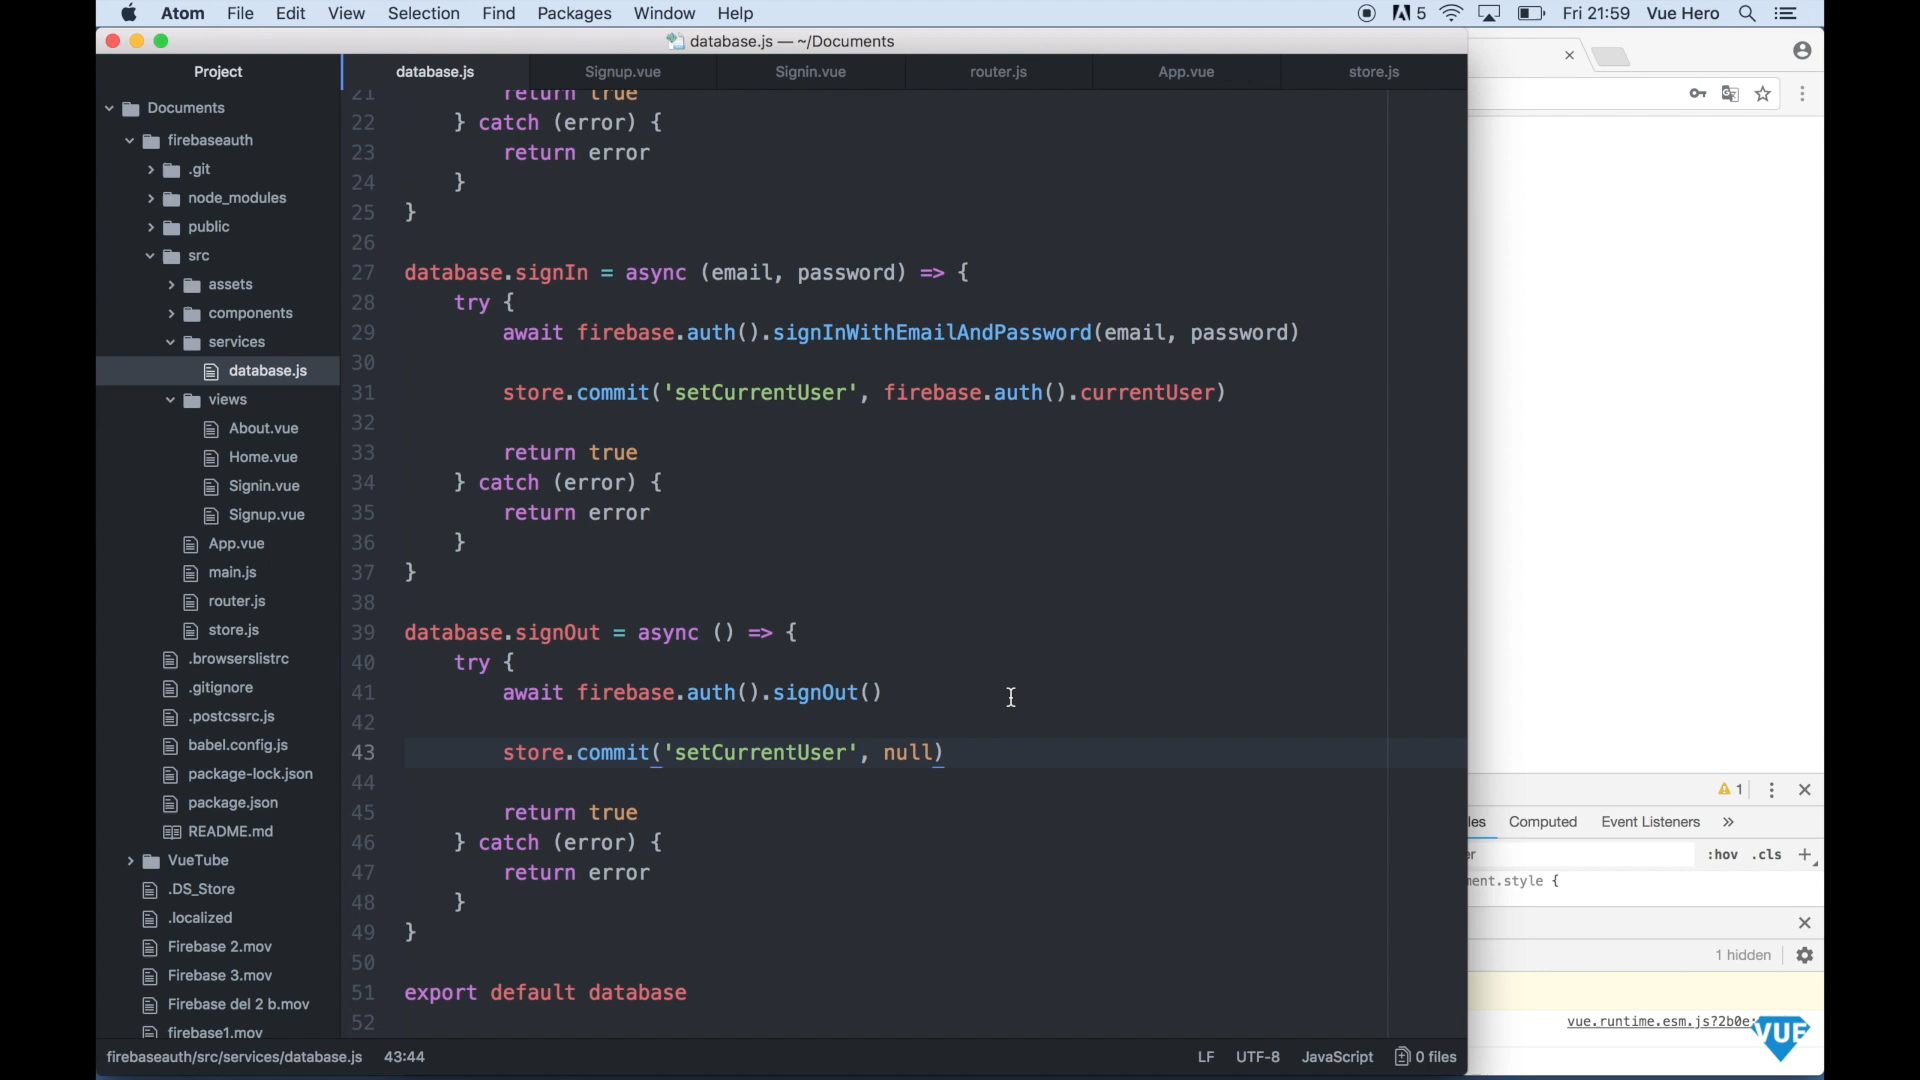 Atom File Edit View Selection Find Packages Window Help
5 Fri 21:59 Vue Hero
database.js — ~/Documents
Project
database.js Signup.vue Signin.vue router.js App.vue store.js
Documents
firebaseauth
.git
node_modules
public
src
assets
components
services
database.js
views
About.vue
Home.vue
Signin.vue
Signup.vue
App.vue
main.js
router.js
store.js
.browserslistrc
.gitignore
.postcssrc.js
babel.config.js
package-lock.json
package.json
README.md
VueTube
.DS_Store
.localized
Firebase 2.mov
Firebase 3.mov
Firebase del 2 b.mov
firebase1.mov
21 return true
22 } catch (error) {
23 return error
24 }
25 }
26
27 database.signIn = async (email, password) => {
28 try {
29 await firebase.auth().signInWithEmailAndPassword(email, password)
30
31 store.commit('setCurrentUser', firebase.auth().currentUser)
32
33 return true
34 } catch (error) {
35 return error
36 }
37 }
38
39 database.signOut = async () => {
40 try {
41 await firebase.auth().signOut()
42
43 store.commit('setCurrentUser', null)
44
45 return true
46 } catch (error) {
47 return error
48 }
49 }
50
51 export default database
52
firebaseauth/src/services/database.js 43:44
LF UTF-8 JavaScript 0 files
1
les Computed Event Listeners »
er :hov .cls +
ment.style {
1 hidden
vue.runtime.esm.js?2b0e:
VUE